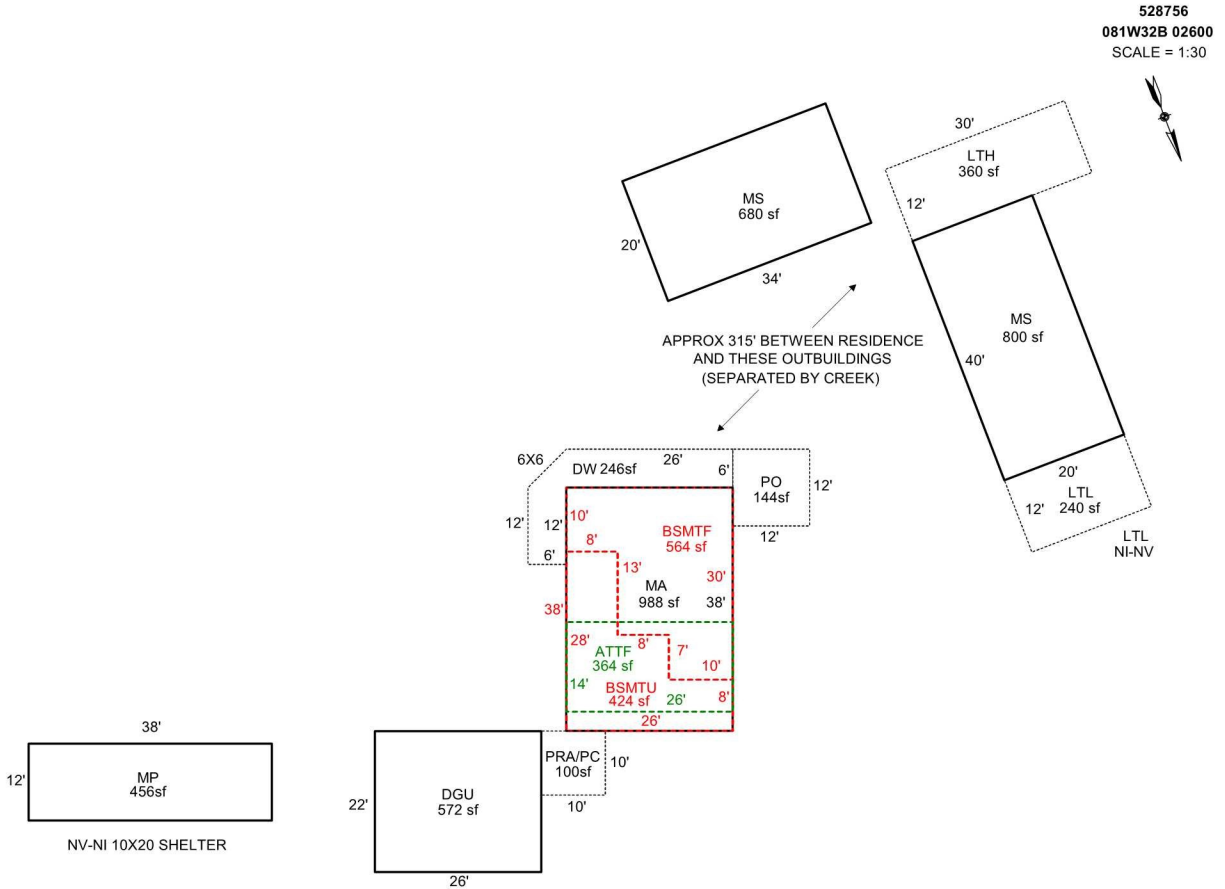 528756
081W32B 02600
SCALE = 1:30
30'
LTH
360 sf
12'
MS
680 sf
20'
34'
MS
800 sf
40'
20'
12'
LTL
240 sf
LTL
NI-NV
APPROX 315' BETWEEN RESIDENCE
AND THESE OUTBUILDINGS
(SEPARATED BY CREEK)
6X6
26'
DW 246sf
6'
PO
144sf
12'
12'
12'
12'
6'
10'
8'
BSMTF
564 sf
13'
MA
988 sf
30'
38'
38'
28'
8'
7'
ATTF
364 sf
10'
14'
BSMTU
424 sf
26'
8'
26'
38'
12'
MP
456sf
NV-NI 10X20 SHELTER
22'
DGU
572 sf
26'
PRA/PC
100sf
10'
10'